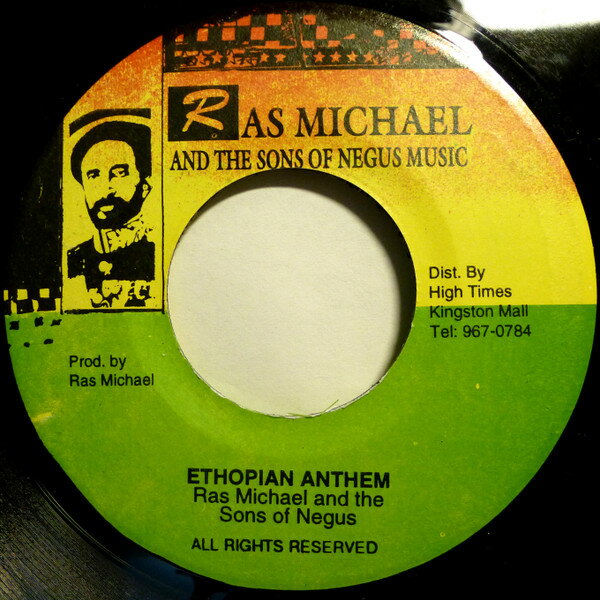 RAS MICHAEL
AND THE SONS OF NEGUS MUSIC
Dist. By
High Times
Kingston Mall
Tel: 967-0784
Prod. by
Ras Michael
ETHOPIAN ANTHEM
Ras Michael and the
Sons of Negus
ALL RIGHTS RESERVED